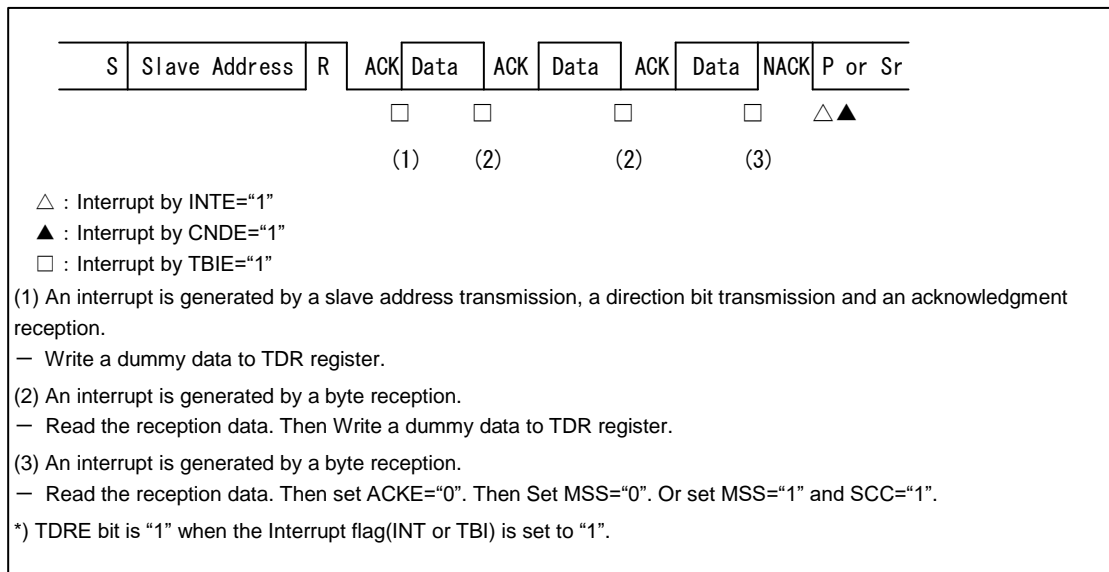 S Slave Address R ACK Data ACK Data ACK Data NACK P or Sr
□ □ □ □ △▲
(1) (2) (2) (3)
△ : Interrupt by INTE=“1”
▲ : Interrupt by CNDE=“1”
□ : Interrupt by TBIE=“1”
(1) An interrupt is generated by a slave address transmission, a direction bit transmission and an acknowledgment
reception.
— Write a dummy data to TDR register.
(2) An interrupt is generated by a byte reception.
— Read the reception data. Then Write a dummy data to TDR register.
(3) An interrupt is generated by a byte reception.
— Read the reception data. Then set ACKE=“0”. Then Set MSS=“0”. Or set MSS=“1” and SCC=“1”.
*) TDRE bit is “1” when the Interrupt flag(INT or TBI) is set to “1”.